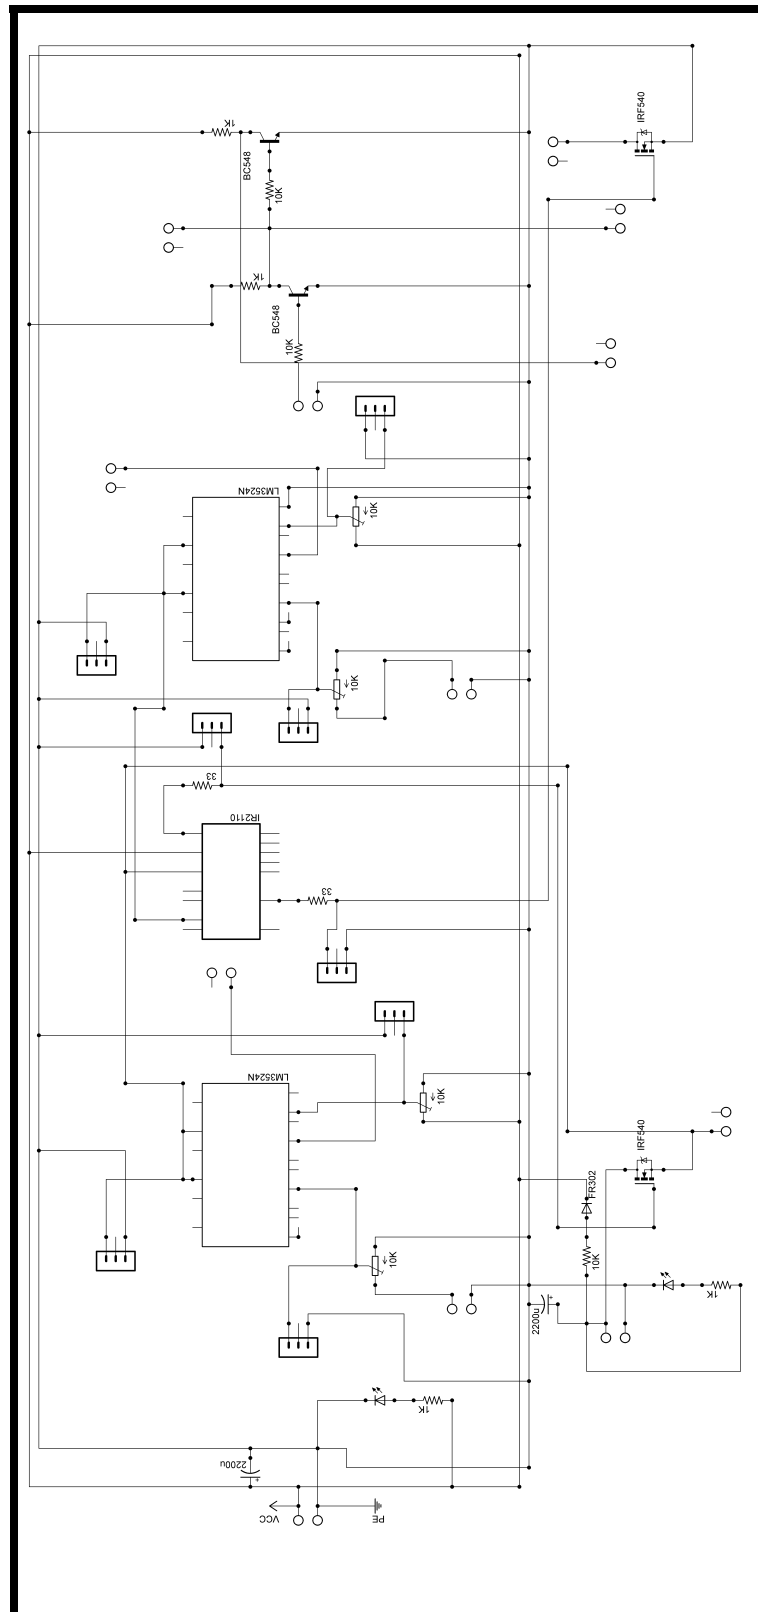 IRF540
1K
BC548
10K
1K
BC548
10K
LM3524N
10K
10K
33
IR2110
33
LM3524N
10K
IRF540
FR302
10K
10K
1K
2200u
1K
2200u
VCC
PE